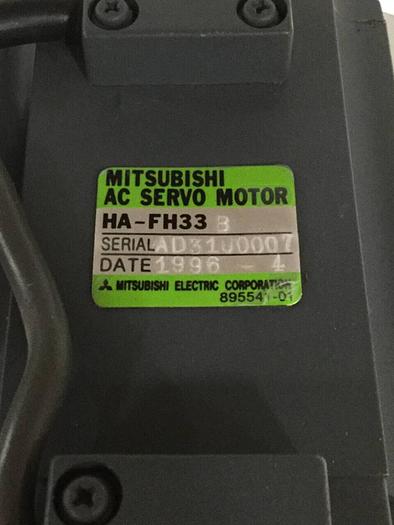 MITSUBISHI
AC SERVO MOTOR
HA-FH33 B
SERIAL AD31U0007
DATE 1996 - 4
MITSUBISHI ELECTRIC CORPORATION
895541-01